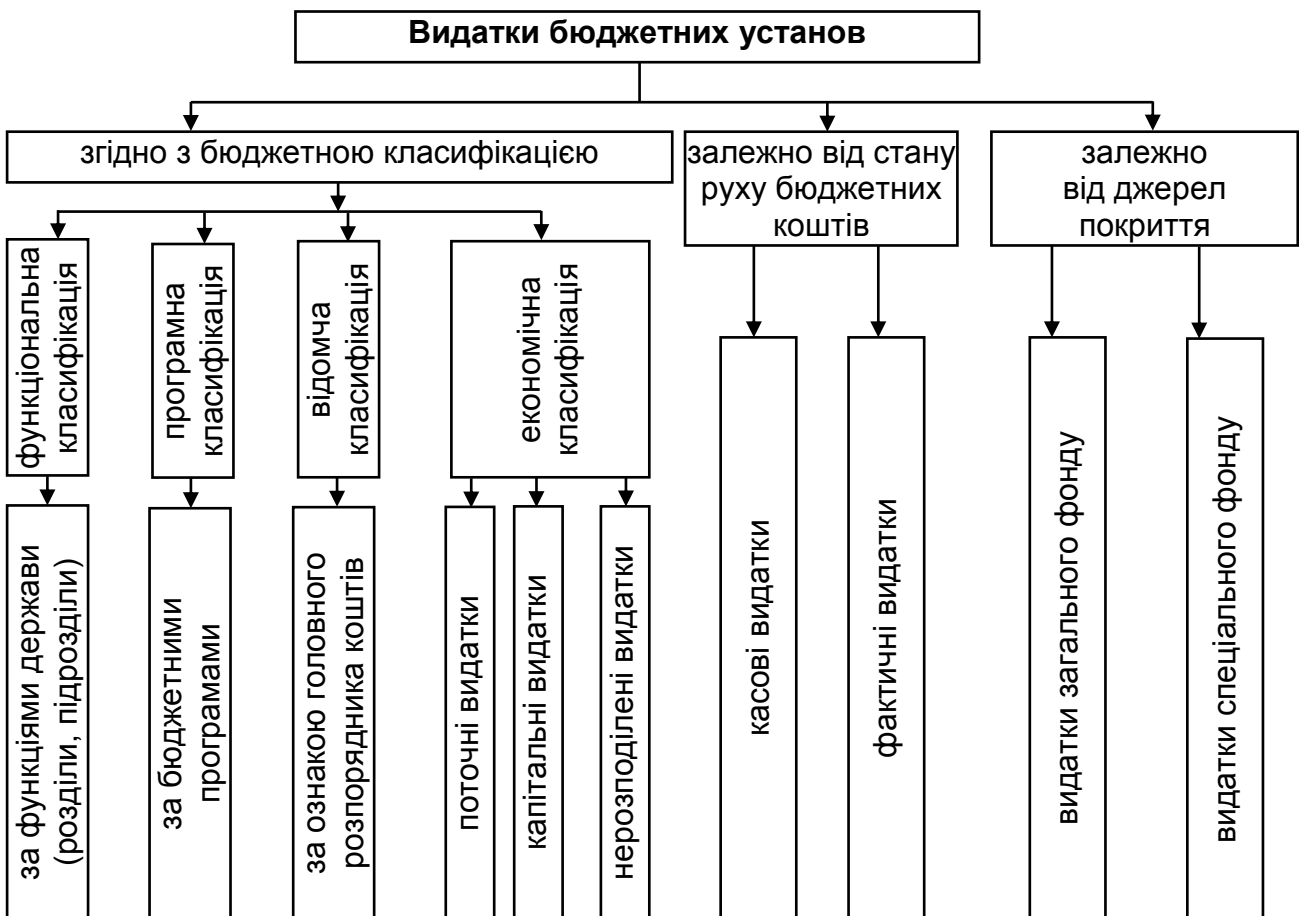 Видатки бюджетних установ
згідно з бюджетною класифікацією
залежно від стану
руху бюджетних
коштів
залежно
від джерел
покриття
функціональна
класифікація
програмна
класифікація
відомча
класифікація
економічна
класифікація
за функціями держави
(розділи, підрозділи)
за бюджетними
програмами
за ознакою головного
розпорядника коштів
поточні видатки
капітальні видатки
нерозподілені видатки
касові видатки
фактичні видатки
видатки загального фонду
видатки спеціального фонду